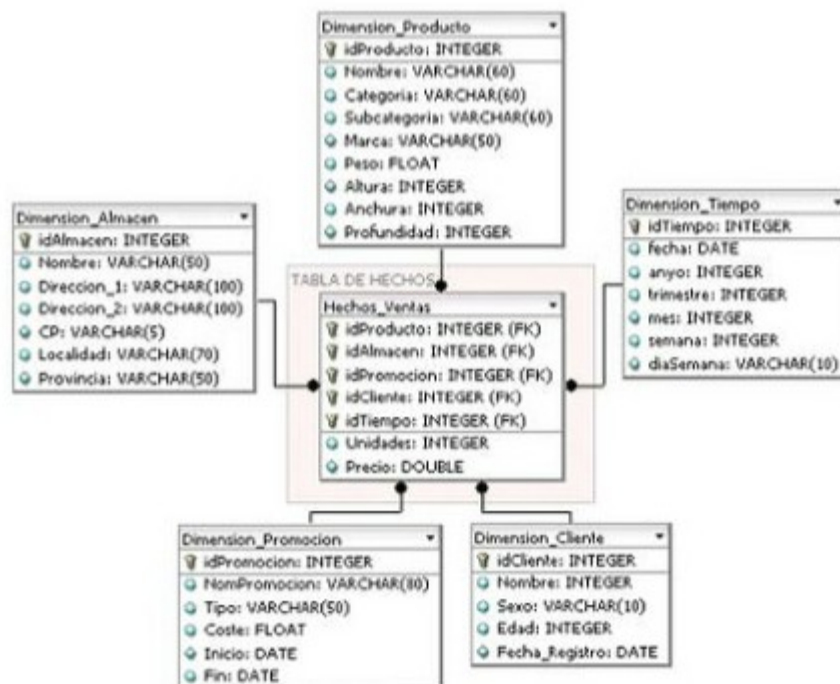 Dimension_Producto
idProducto: INTEGER
Nombre: VARCHAR(60)
Categoria: VARCHAR(60)
Subcategoria: VARCHAR(60)
Marca: VARCHAR(50)
Peso: FLOAT
Altura: INTEGER
Anchura: INTEGER
Profundidad: INTEGER
Dimension_Almacen
idAlmacen: INTEGER
Nombre: VARCHAR(50)
Direccion_1: VARCHAR(100)
Direccion_2: VARCHAR(100)
CP: VARCHAR(5)
Localidad: VARCHAR(70)
Provincia: VARCHAR(50)
Dimension_Tiempo
idTiempo: INTEGER
fecha: DATE
anyo: INTEGER
trimestre: INTEGER
mes: INTEGER
semana: INTEGER
diaSemana: VARCHAR(10)
TABLA DE HECHOS
Hechos_Ventas
idProducto: INTEGER (FK)
idAlmacen: INTEGER (FK)
idPromocion: INTEGER (FK)
idCliente: INTEGER (FK)
idTiempo: INTEGER (FK)
Unidades: INTEGER
Precio: DOUBLE
Dimension_Promocion
idPromocion: INTEGER
NomPromocion: VARCHAR(80)
Tipo: VARCHAR(50)
Coste: FLOAT
Inicio: DATE
Fin: DATE
Dimension_Cliente
idCliente: INTEGER
Nombre: INTEGER
Sexo: VARCHAR(10)
Edad: INTEGER
Fecha_Registro: DATE